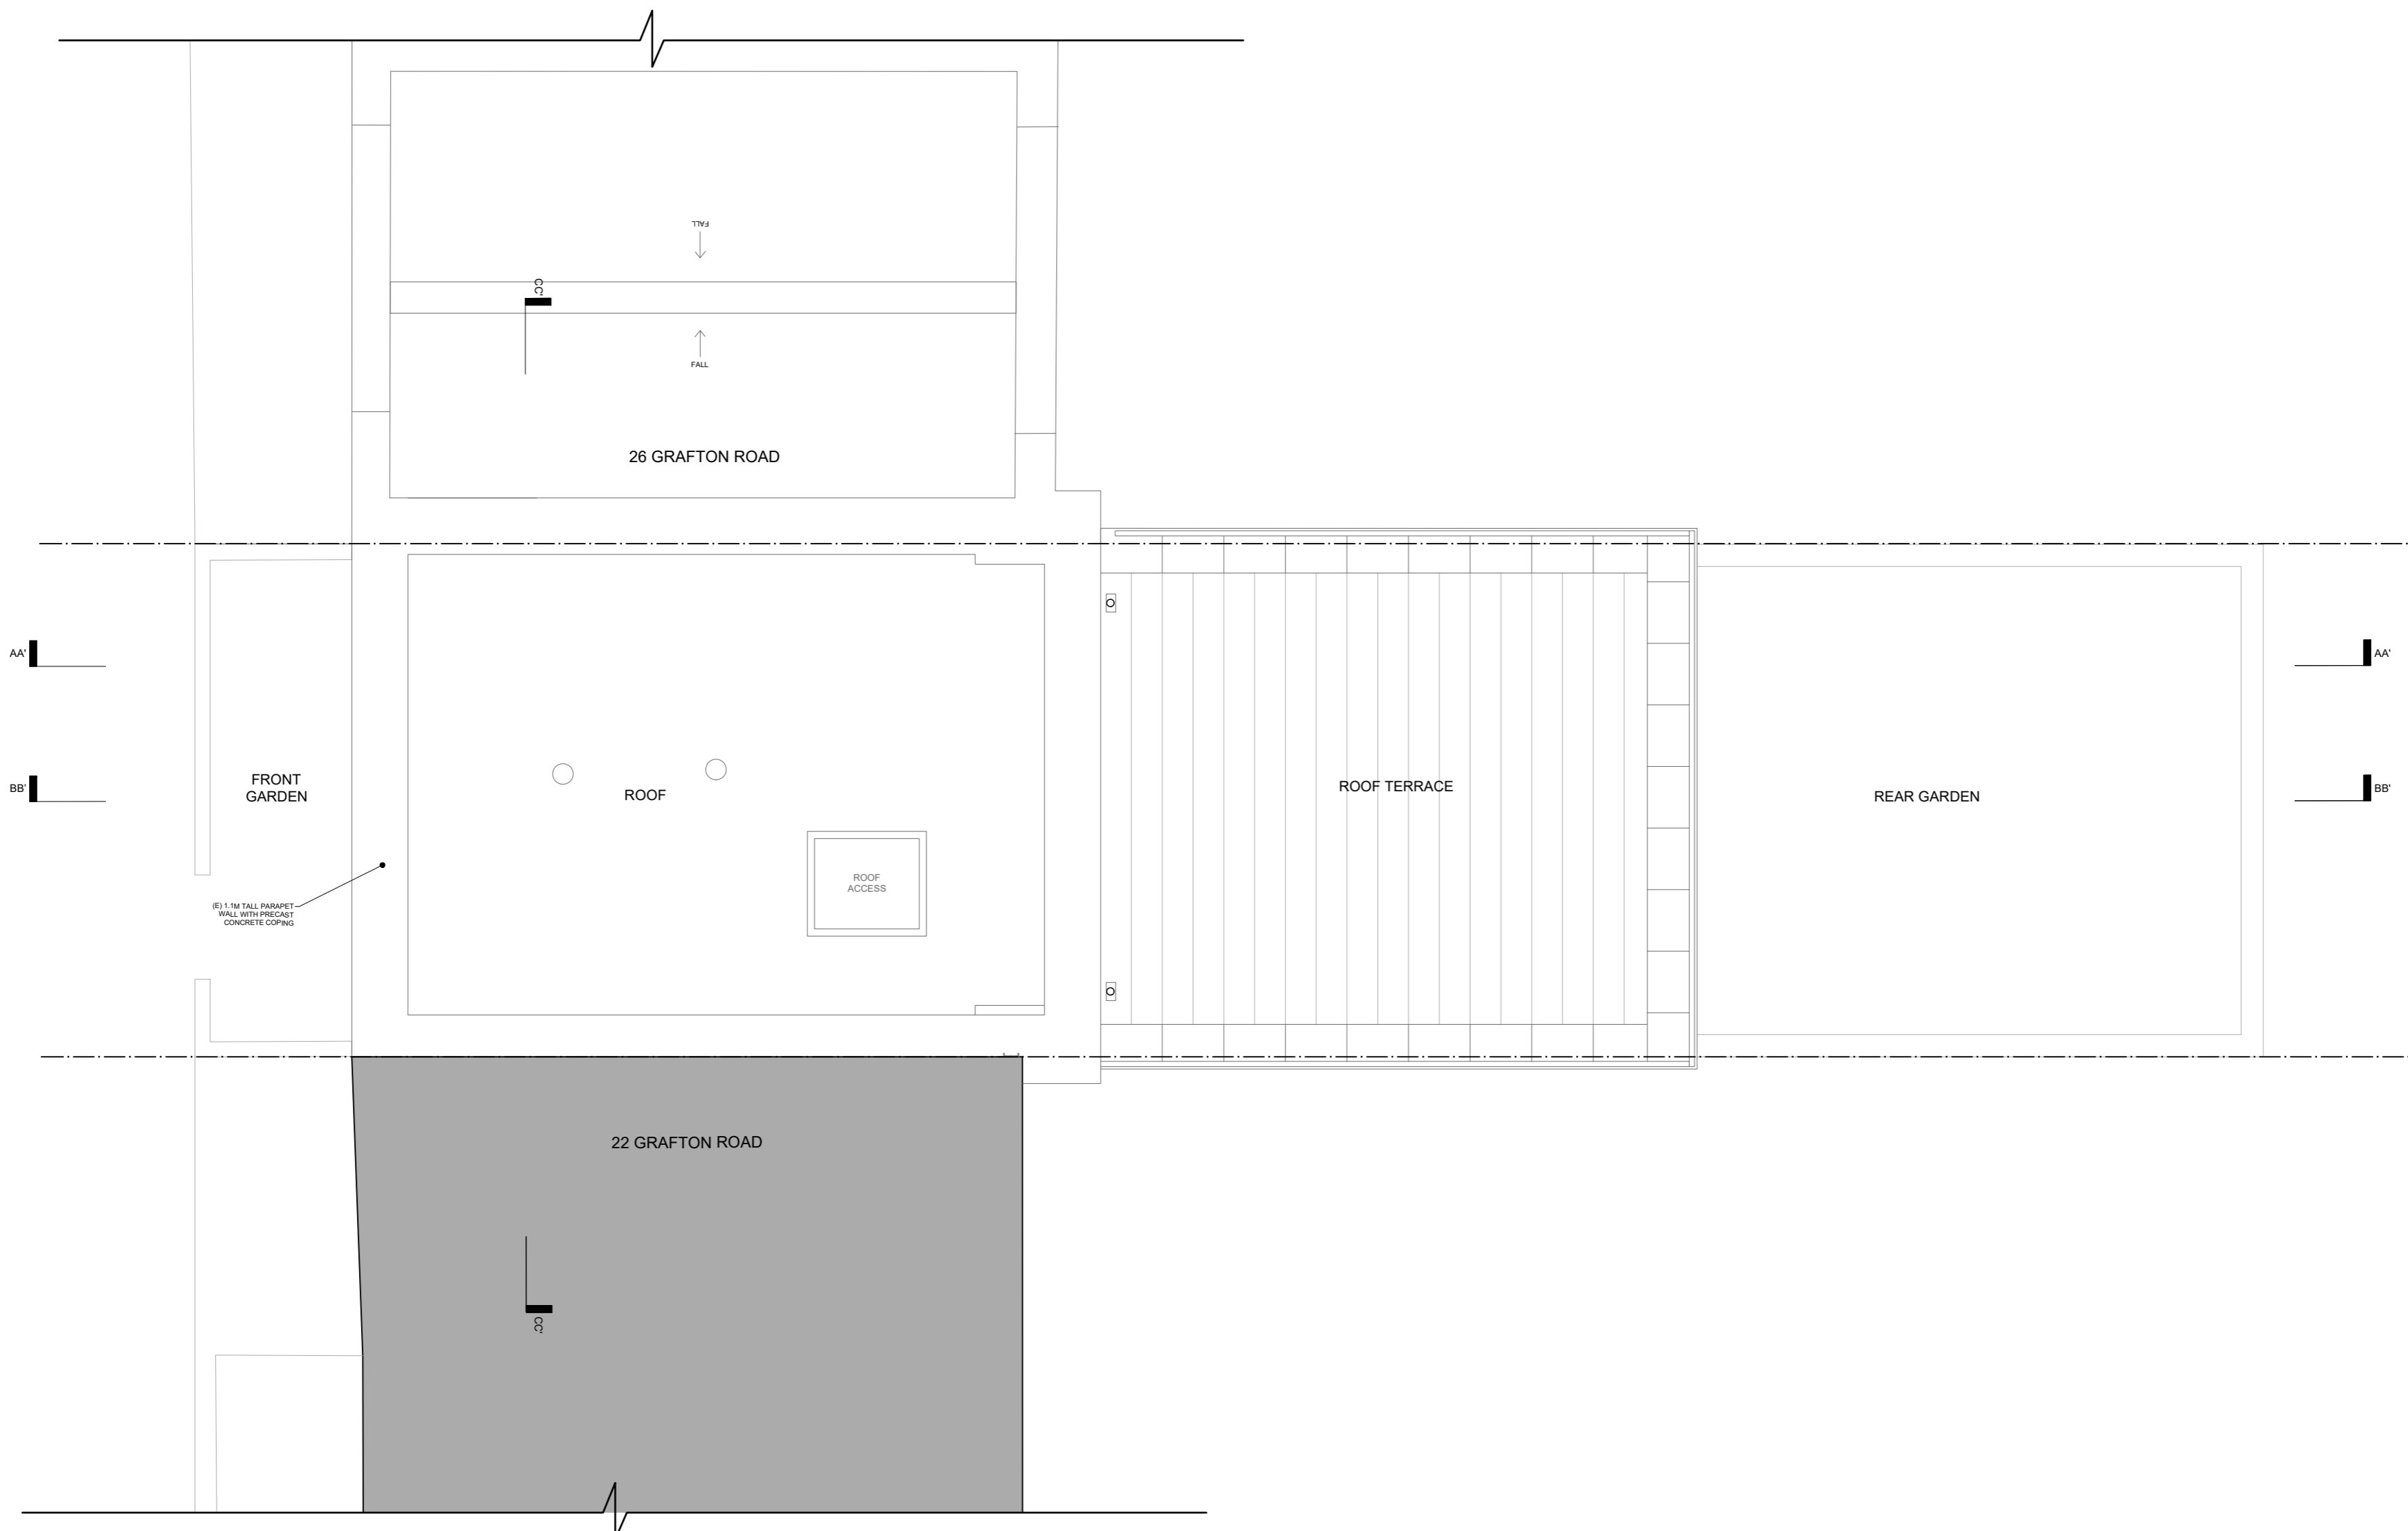 FALL
CC'
FALL
26 GRAFTON ROAD
AA'
AA'
BB'
BB'
FRONT
GARDEN
ROOF
ROOF TERRACE
REAR GARDEN
ROOF
ACCESS
(E) 1.1M TALL PARAPET
WALL WITH PRECAST
CONCRETE COPING
22 GRAFTON ROAD
CC'